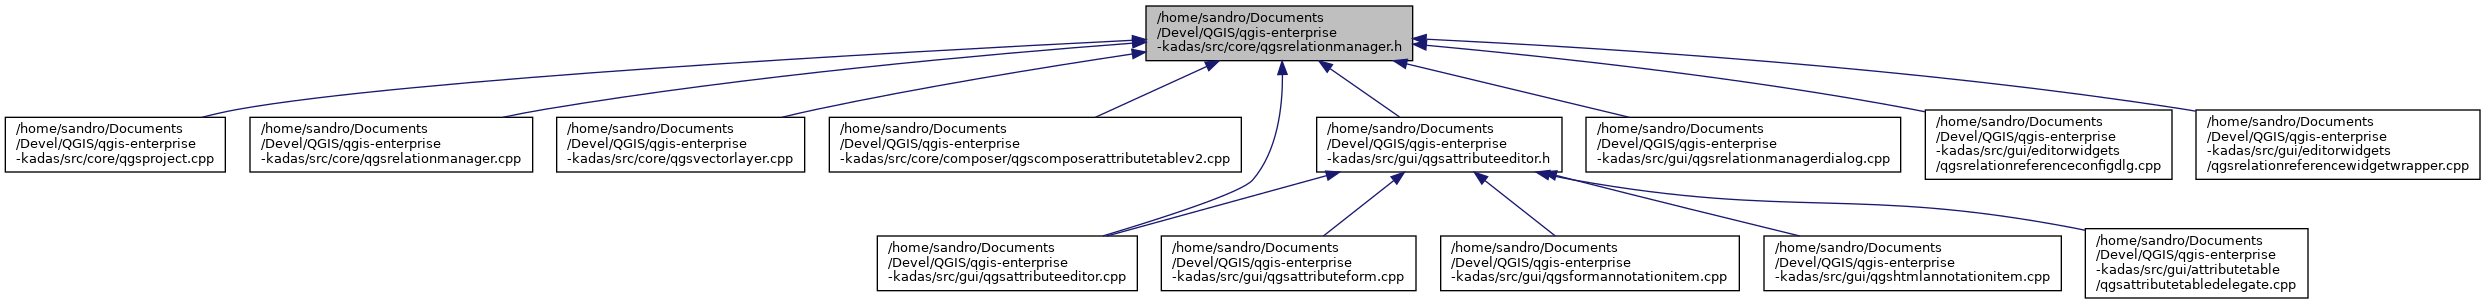 /home/sandro/Documents
/Devel/QGIS/qgis-enterprise
-kadas/src/core/qgsrelationmanager.h
/home/sandro/Documents
/Devel/QGIS/qgis-enterprise
-kadas/src/core/qgsproject.cpp
/home/sandro/Documents
/Devel/QGIS/qgis-enterprise
-kadas/src/core/qgsrelationmanager.cpp
/home/sandro/Documents
/Devel/QGIS/qgis-enterprise
-kadas/src/core/qgsvectorlayer.cpp
/home/sandro/Documents
/Devel/QGIS/qgis-enterprise
-kadas/src/core/composer/qgscomposerattributetablev2.cpp
/home/sandro/Documents
/Devel/QGIS/qgis-enterprise
-kadas/src/gui/qgsattributeeditor.h
/home/sandro/Documents
/Devel/QGIS/qgis-enterprise
-kadas/src/gui/qgsrelationmanagerdialog.cpp
/home/sandro/Documents
/Devel/QGIS/qgis-enterprise
-kadas/src/gui/editorwidgets
/qgsrelationreferenceconfigdlg.cpp
/home/sandro/Documents
/Devel/QGIS/qgis-enterprise
-kadas/src/gui/editorwidgets
/qgsrelationreferencewidgetwrapper.cpp
/home/sandro/Documents
/Devel/QGIS/qgis-enterprise
-kadas/src/gui/qgsattributeeditor.cpp
/home/sandro/Documents
/Devel/QGIS/qgis-enterprise
-kadas/src/gui/qgsattributeform.cpp
/home/sandro/Documents
/Devel/QGIS/qgis-enterprise
-kadas/src/gui/qgsformannotationitem.cpp
/home/sandro/Documents
/Devel/QGIS/qgis-enterprise
-kadas/src/gui/qgshtmlannotationitem.cpp
/home/sandro/Documents
/Devel/QGIS/qgis-enterprise
-kadas/src/gui/attributetable
/qgsattributetabledelegate.cpp